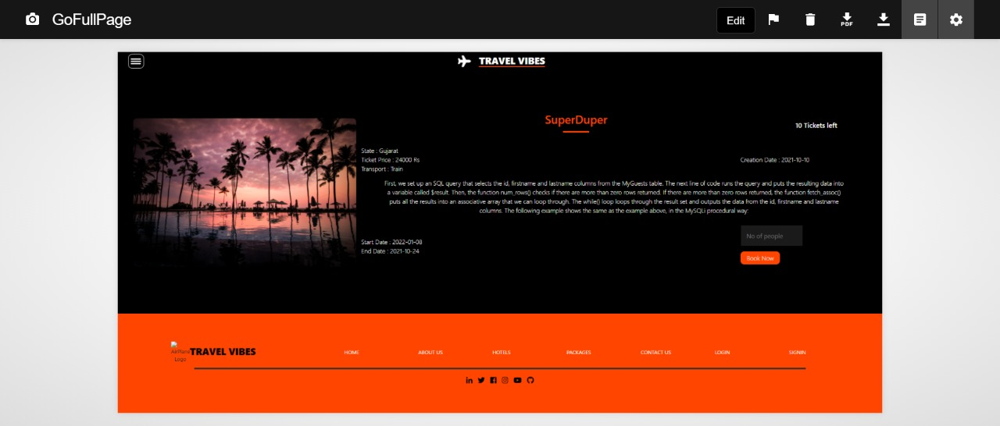 GoFullPage
Edit
PDF
TRAVEL VIBES
SuperDuper
10 Tickets left
State : Gujarat
Ticket Price : 24000 Rs
Creation Date : 2021-10-10
Transport : Train
First, we set up an SQL query that selects the id, firstname and lastname columns from the MyGuests table. The next line of code runs the query and puts the resulting data into
a variable called $result. Then, the function num_rows() checks if there are more than zero rows returned. If there are more than zero rows returned, the function fetch_assoc()
puts all the results into an associative array that we can loop through. The while() loop loops through the result set and outputs the data from the id, firstname and lastname
columns. The following example shows the same as the example above, in the MySQLi procedural way:
No of people
Start Date : 2022-01-08
End Date : 2021-10-24
Book Now
AirPlane
Logo
TRAVEL VIBES
HOME
ABOUT US
HOTELS
PACKAGES
CONTACT US
LOGIN
SIGNIN